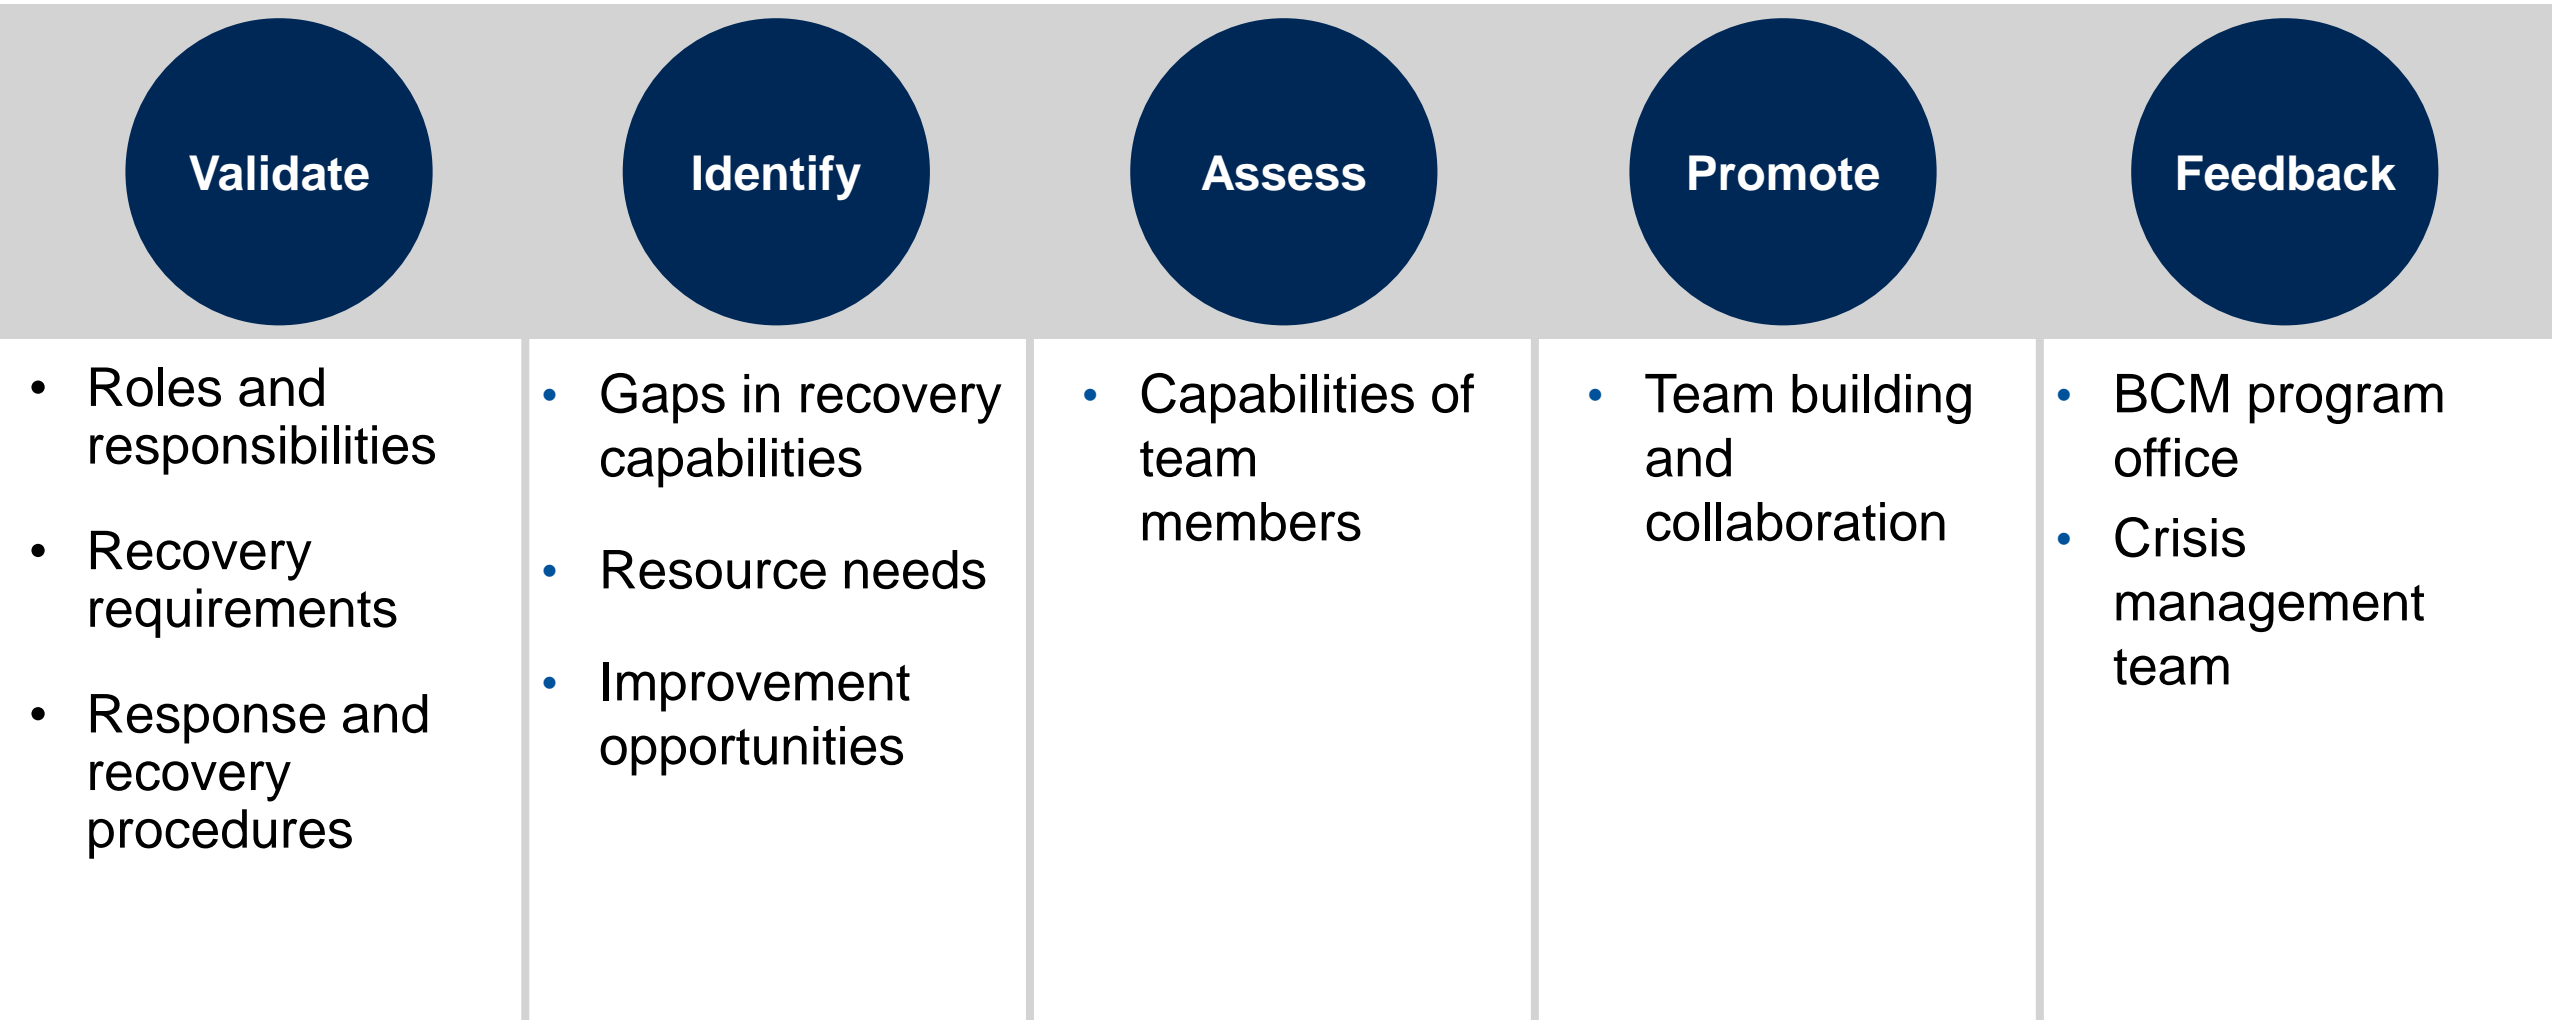 Validate
Identify
Assess
Promote
Feedback
• Roles and
responsibilities
• Recovery
requirements
• Response and
recovery
procedures
• Gaps in recovery
capabilities
• Resource needs
• Improvement
opportunities
• Capabilities of
team
members
• Team building
and
collaboration
• BCM program
office
• Crisis
management
team